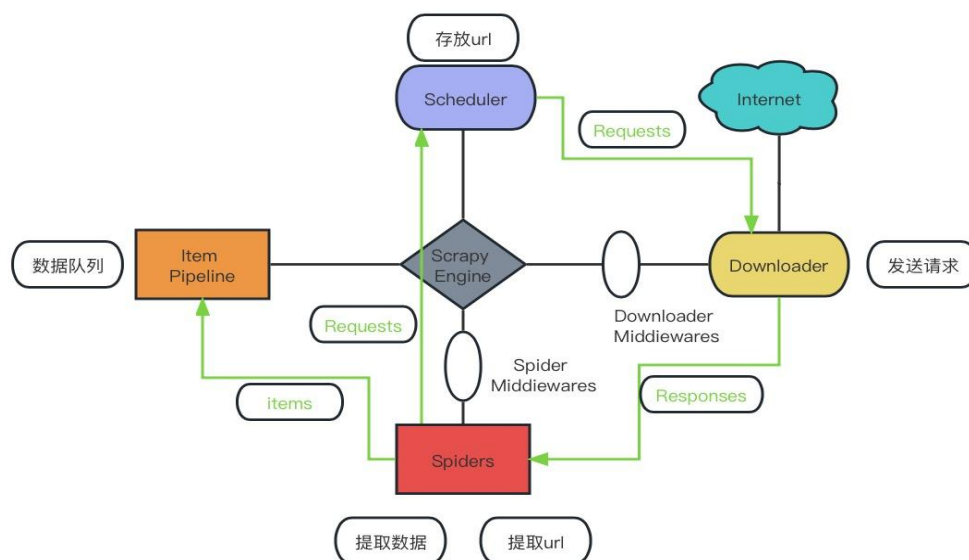 存放url
Scheduler
Internet
Requests
数据队列
Item
Pipeline
Scrapy
Engine
Downloader
发送请求
Requests
Downloader
Middiewares
Spider
Middiewares
items
Responses
Spiders
提取数据
提取url